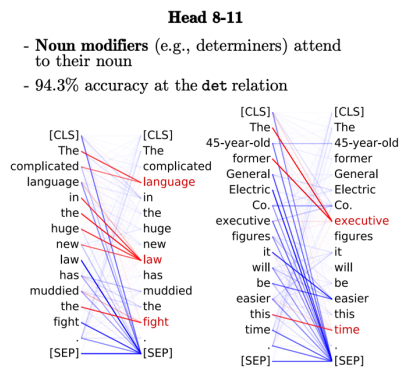 Head 8-11
- Noun modifiers (e.g., determiners) attend
to their noun
- 94.3% accuracy at the det relation
[CLS] [CLS]
The The
complicated complicated
language language
in in
the the
huge huge
new new
law law
has has
muddied muddied
the the
fight fight
. .
[SEP] [SEP]
[CLS] [CLS]
The The
45-year-old 45-year-old
former former
General General
Electric Electric
Co. Co.
executive executive
figures figures
it it
will will
be be
easier easier
this this
time time
. .
[SEP] [SEP]